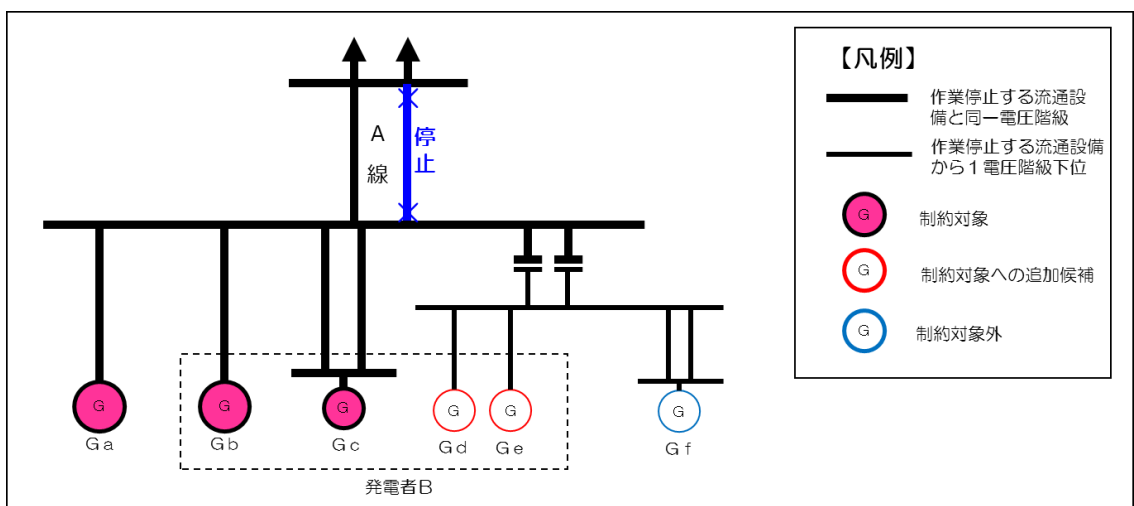 A
線
停
止
G
G
G
G
G
G
Ga
Gb
Gc
Gd
Ge
Gf
発電者B
【凡例】
作業停止する流通設
備と同一電圧階級
作業停止する流通設備
から１電圧階級下位
G
制約対象
G
制約対象への追加候補
G
制約対象外